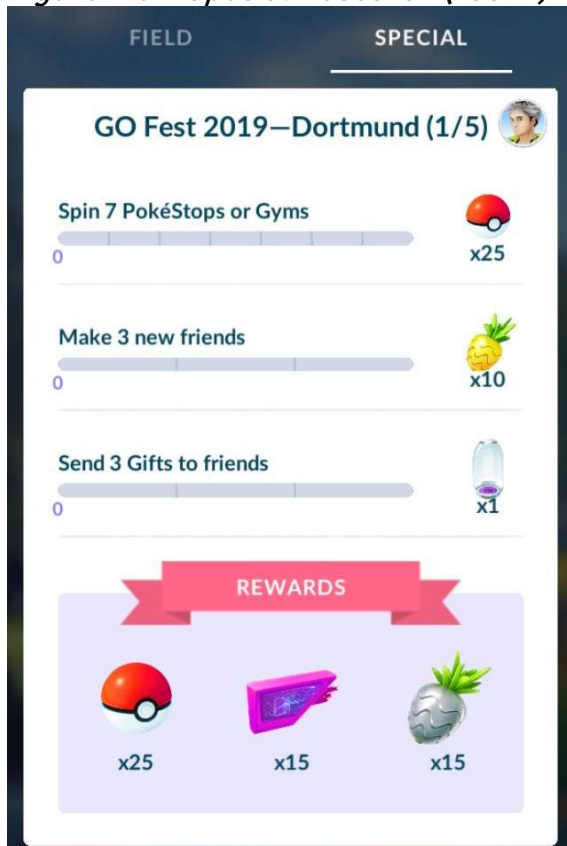 FIELD
SPECIAL
GO Fest 2019—Dortmund (1/5)
Spin 7 PokéStops or Gyms
0
x25
Make 3 new friends
0
x10
Send 3 Gifts to friends
0
x1
REWARDS
x25
x15
x15